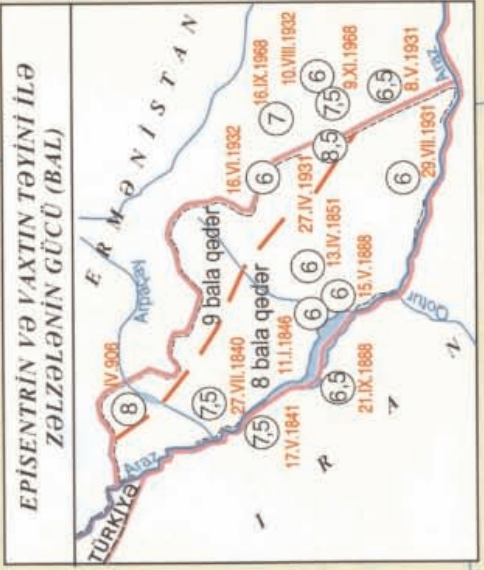 EPİSENTRİN VƏ VAXTIN TƏYİNİ İLƏ
ZƏLZƏLƏNİN GÜCÜ (BAL)
ERMƏNİSTAN
TÜRKİYƏ
İRAN
Araz
Arpaçay
IV.906
8
9 bala qədər
8 bala qədər
7,5
27.VII.1840
7,5
17.V.1841
11.I.1846
6
6
13.IV.1851
6
15.V.1888
6,5
21.IX.1888
27.IV.1931
8,5
16.VI.1932
6
16.IX.1968
7
10.VIII.1932
6
9.XI.1968
7,5
8.V.1931
6,5
29.VII.1931
6
Araz
Qotur